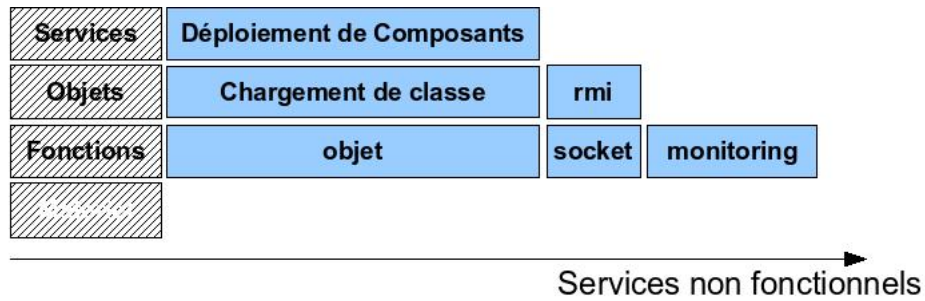 Services Déploiement de Composants
Objets Chargement de classe rmi
Fonctions objet socket monitoring
Services non fonctionnels